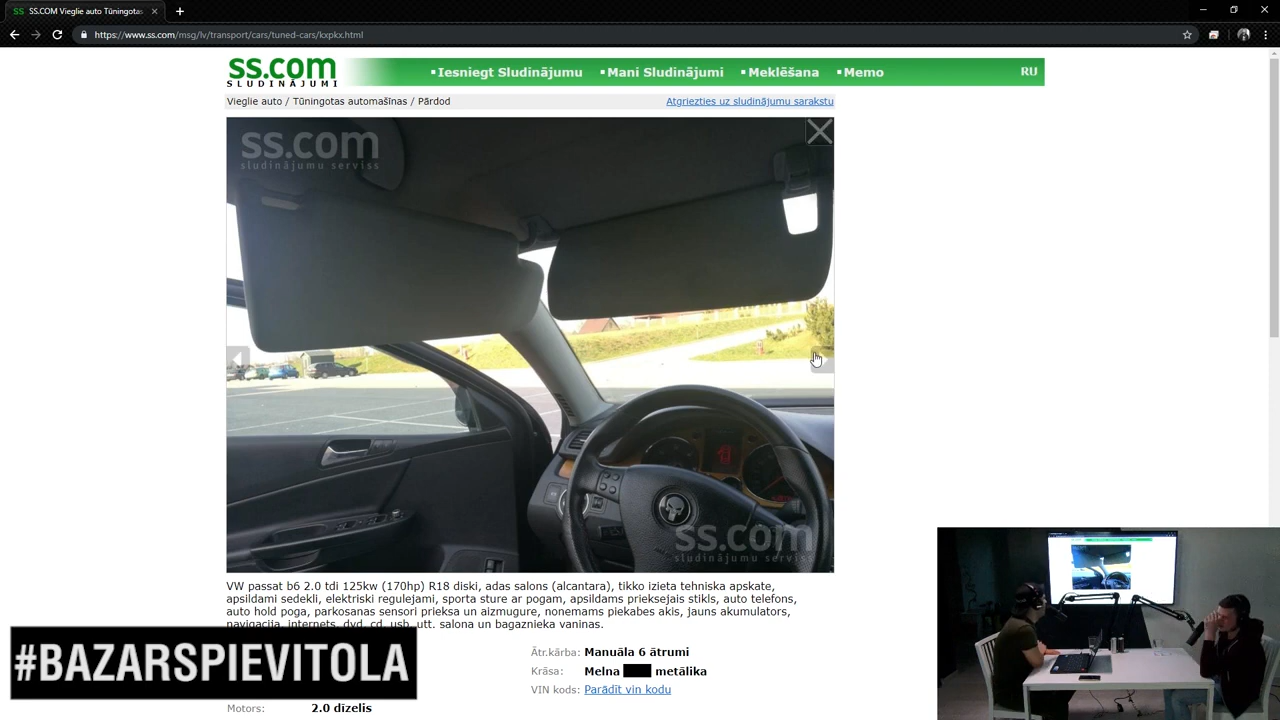 SS SS.COM Vieglie auto Tūningotas
https://www.ss.com/msg/lv/transport/cars/tuned-cars/kxpkx.html
ss.com
SLUDINĀJUMI
Iesniegt Sludinājumu
Mani Sludinājumi
Meklēšana
Memo
RU
Vieglie auto / Tūningotas automašīnas / Pārdod
Atgriezties uz sludinājumu sarakstu
ss.com
sludinājumu serviss
ss.com
sludinājumu serviss
VW passat b6 2.0 tdi 125kw (170hp) R18 diski, adas salons (alcantara), tikko izieta tehniska apskate,
apsildami sedekli, elektriski regulejami, sporta sture ar pogam, apsildams prieksejais stikls, auto telefons,
auto hold poga, parkosanas sensori prieksa un aizmugure, nonemams piekabes akis, jauns akumulators,
navigacija, internets, dvd, cd, usb, utt. salona un bagaznieka vaninas.
#BAZARSPIEVITOLA
Ātr.kārba: Manuāla 6 ātrumi
Krāsa: Melna metālika
VIN kods: Parādīt vin kodu
Motors: 2.0 dīzelis